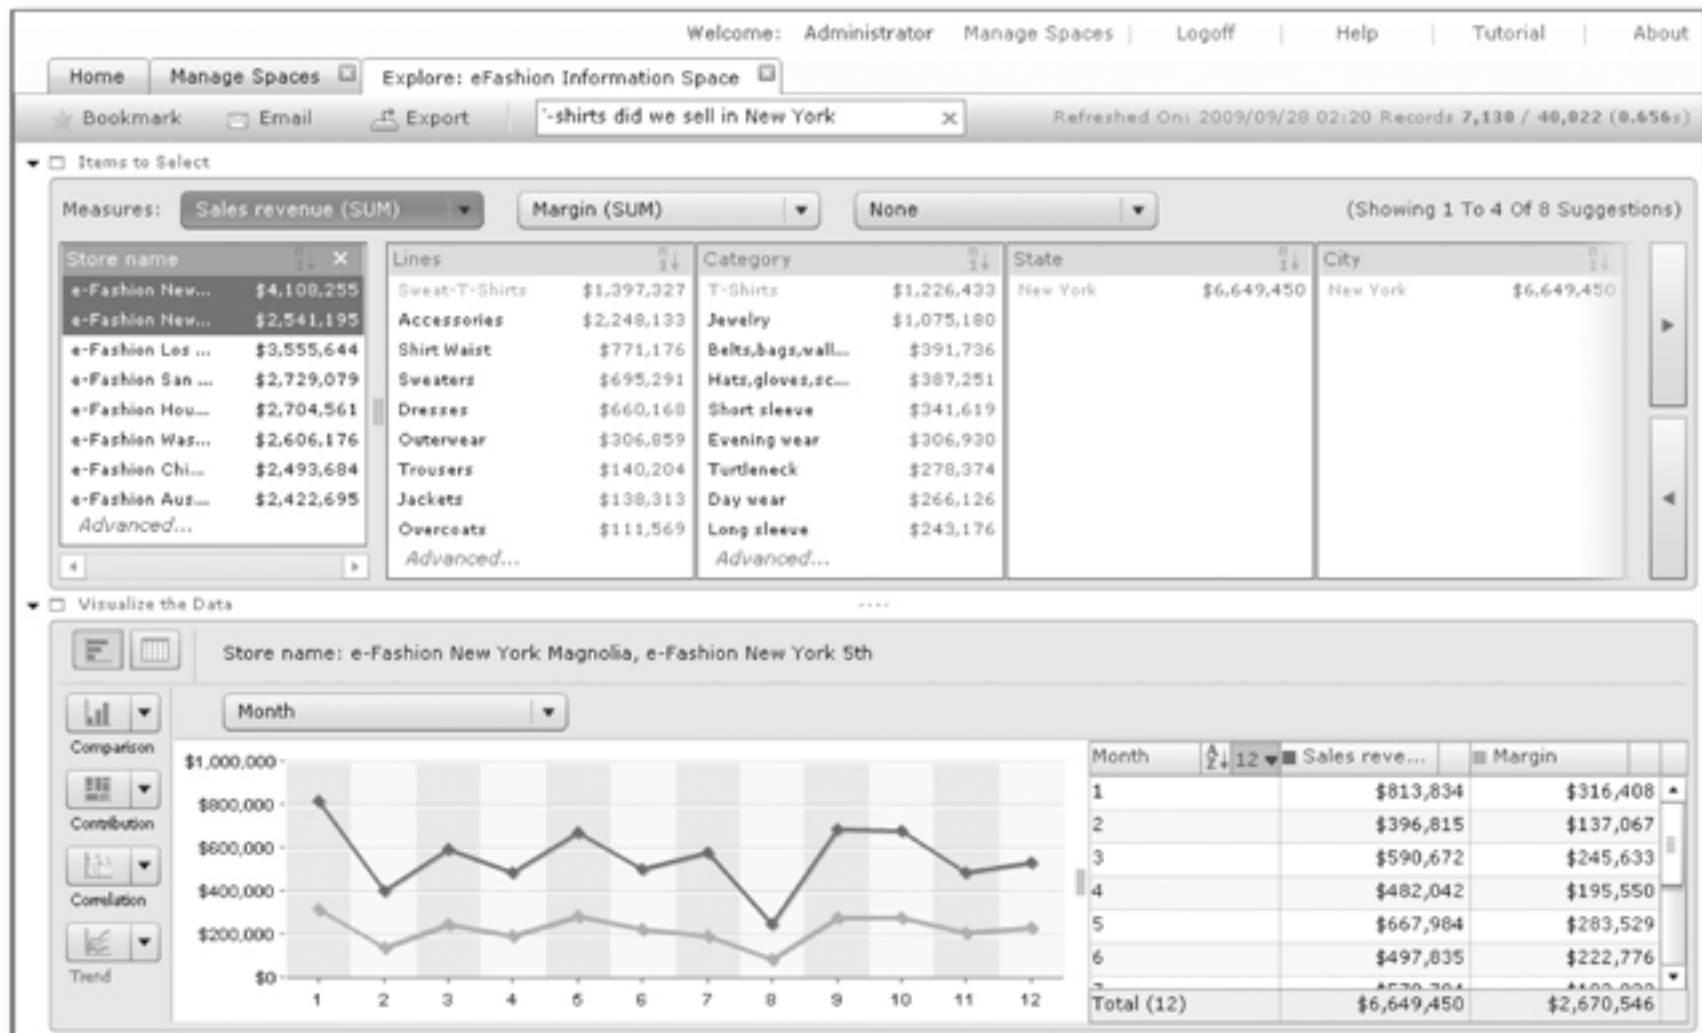 Welcome: Administrator Manage Spaces | Logoff | Help | Tutorial | About
Home Manage Spaces Explore: eFashion Information Space
Bookmark Email Export '-shirts did we sell in New York Refreshed On: 2009/09/28 02:20 Records 7,138 / 40,022 (0.656s)
Items to Select
Measures: Sales revenue (SUM) Margin (SUM) None (Showing 1 To 4 Of 8 Suggestions)
Store name Lines Category State City
e-Fashion New... $4,108,255 Sweat-T-Shirts $1,397,327 T-Shirts $1,226,433 New York $6,649,450 New York $6,649,450
e-Fashion New... $2,541,195 Accessories $2,248,133 Jewelry $1,075,180
e-Fashion Los ... $3,555,644 Shirt Waist $771,176 Belts,bags,wall... $391,736
e-Fashion San ... $2,729,079 Sweaters $695,291 Hats,gloves,sc... $387,251
e-Fashion Hou... $2,704,561 Dresses $660,168 Short sleeve $341,619
e-Fashion Was... $2,606,176 Outerwear $306,859 Evening wear $306,930
e-Fashion Chi... $2,493,684 Trousers $140,204 Turtleneck $278,374
e-Fashion Aus... $2,422,695 Jackets $138,313 Day wear $266,126
Advanced... Overcoats $111,569 Long sleeve $243,176
Advanced... Advanced...
Visualize the Data
Store name: e-Fashion New York Magnolia, e-Fashion New York 5th
Month
Comparison
Contribution
Correlation
Trend
$1,000,000
$800,000
$600,000
$400,000
$200,000
$0
1 2 3 4 5 6 7 8 9 10 11 12
Month 12 Sales reve... Margin
1 $813,834 $316,408
2 $396,815 $137,067
3 $590,672 $245,633
4 $482,042 $195,550
5 $667,984 $283,529
6 $497,835 $222,776
Total (12) $6,649,450 $2,670,546